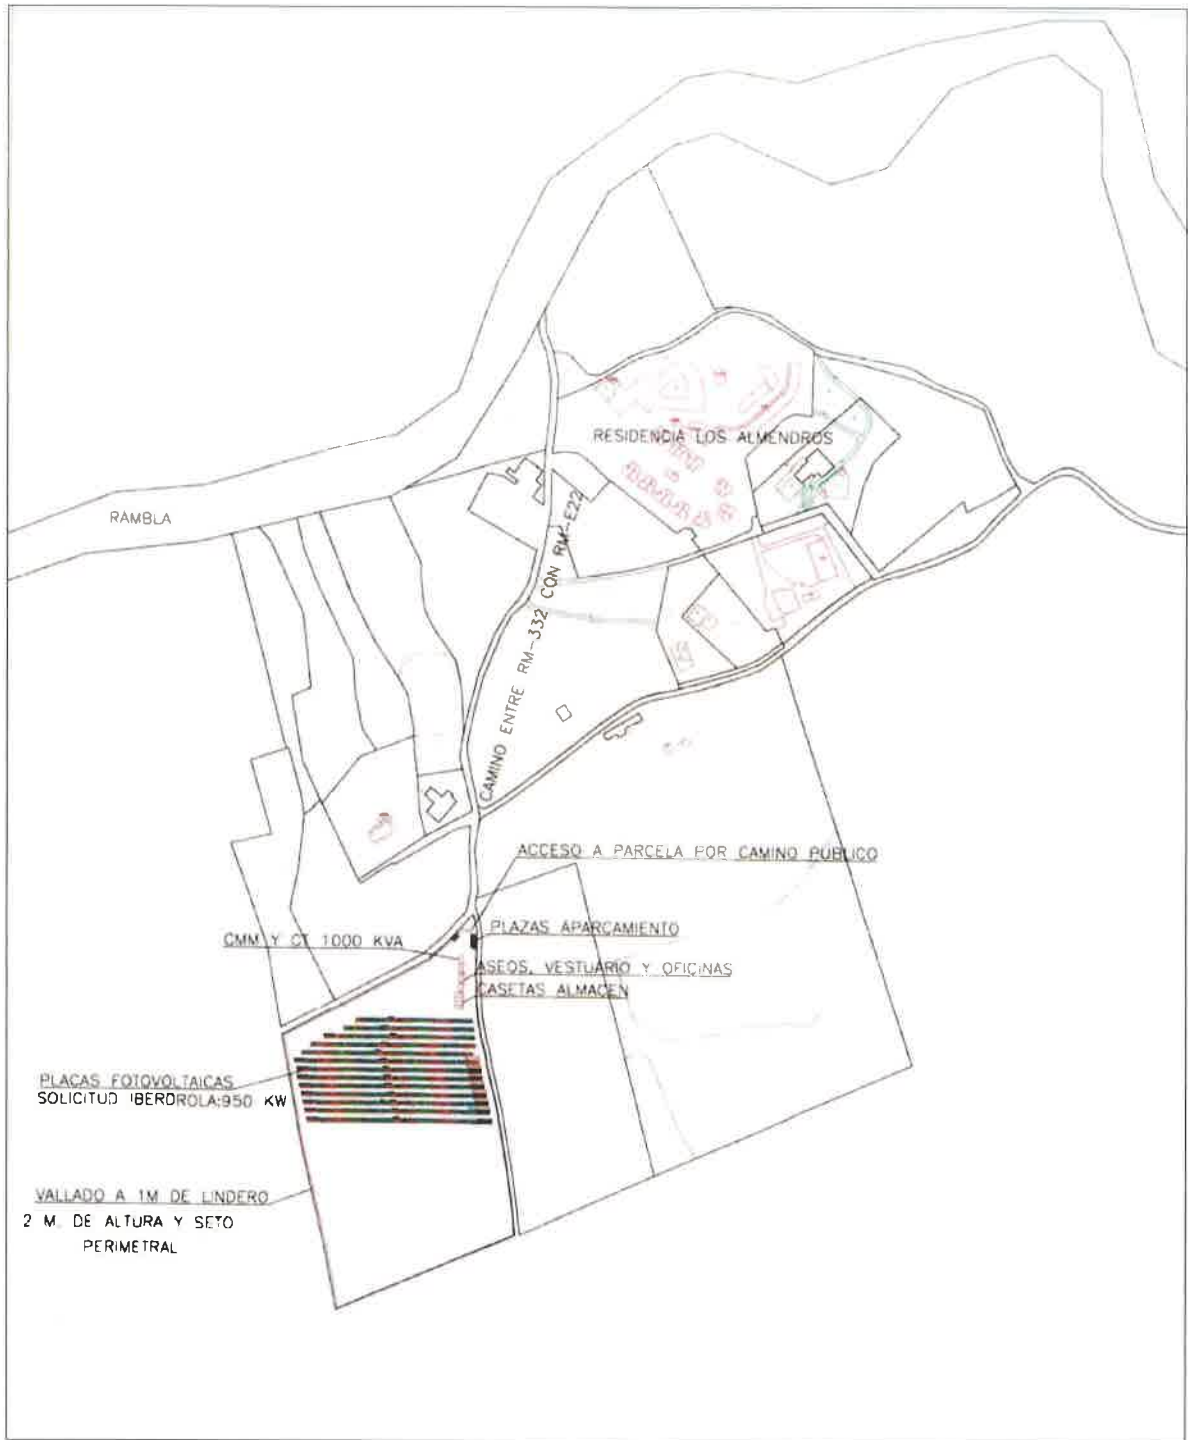 RESIDENCIA LOS ALMENDROS
RAMBLA
CAMINO ENTRE RM-332 CON RM-E22
ACCESO A PARCELA POR CAMINO PÚBLICO
PLAZAS APARCAMIENTO
CMM Y CT 1000 KVA
ASEOS, VESTUARIO Y OFICINAS
CASETAS ALMACEN
PLACAS FOTOVOLTAICAS
SOLICITUD IBERDROLA:950 KW
VALLADO A 1M DE LINDERO
2 M. DE ALTURA Y SETO
PERIMETRAL